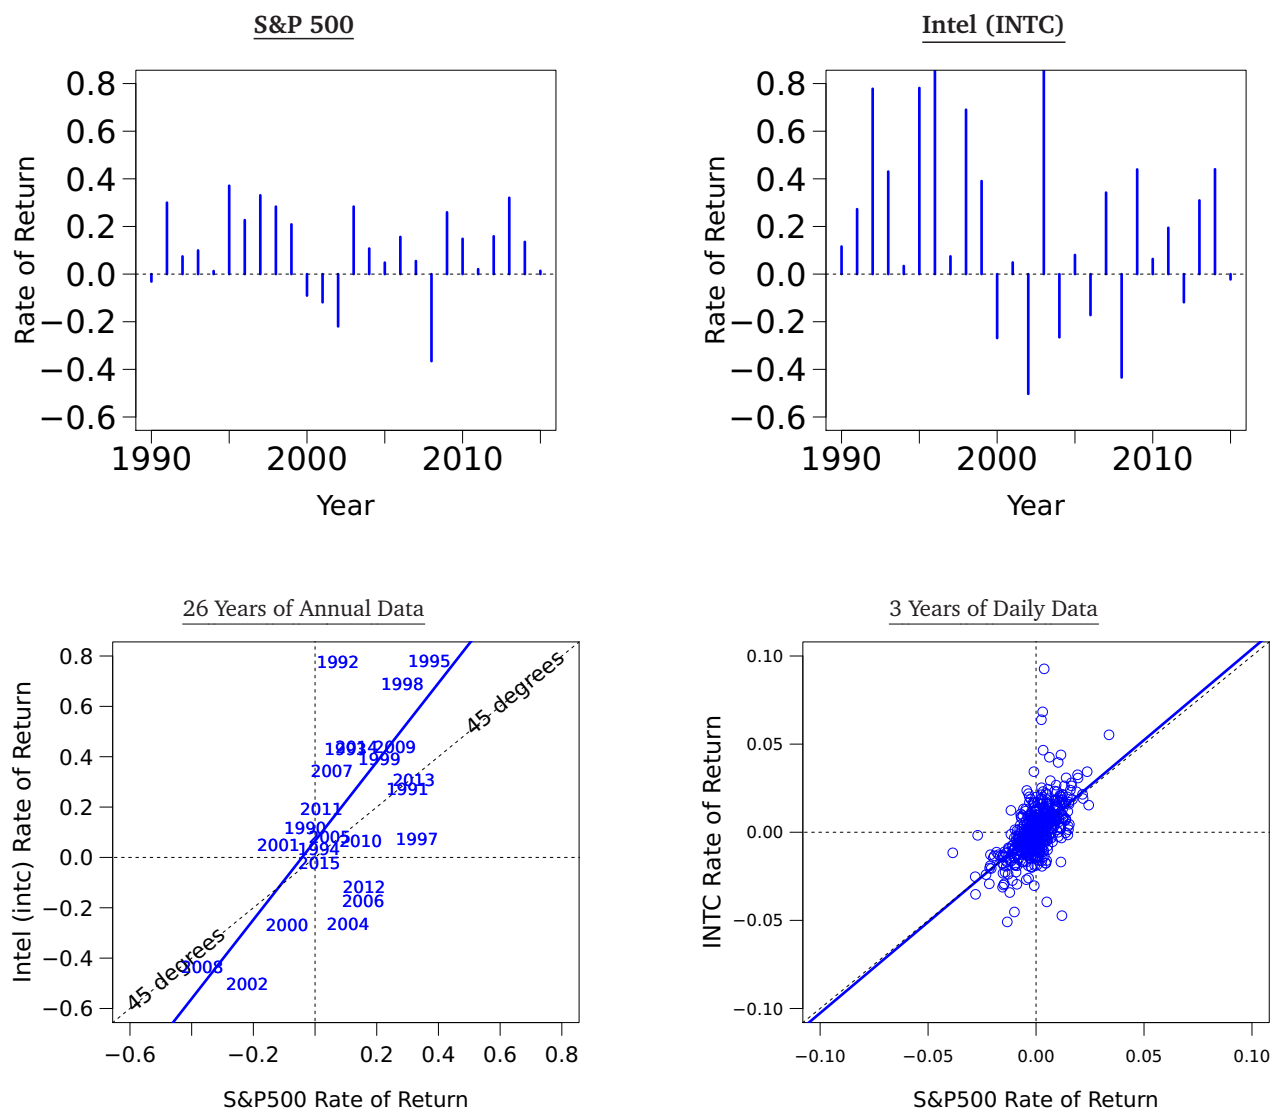 S&P 500
Intel (INTC)
0.8
0.6
0.4
0.2
0.0
−0.2
−0.4
−0.6
Rate of Return
1990 2000 2010
Year
0.8
0.6
0.4
0.2
0.0
−0.2
−0.4
−0.6
Rate of Return
1990 2000 2010
Year
26 Years of Annual Data
3 Years of Daily Data
0.8
0.6
0.4
0.2
0.0
−0.2
−0.4
−0.6
Intel (intc) Rate of Return
1992
1995
1998
45 degrees
1993
2014
2009
1999
2007
2013
1991
2011
1990
2005
1997
2001
2010
1994
2015
2012
2006
2000
2004
45 degrees
2008
2002
−0.6 −0.2 0.2 0.4 0.6 0.8
S&P500 Rate of Return
0.10
0.05
0.00
−0.05
−0.10
INTC Rate of Return
−0.10 −0.05 0.00 0.05 0.10
S&P500 Rate of Return